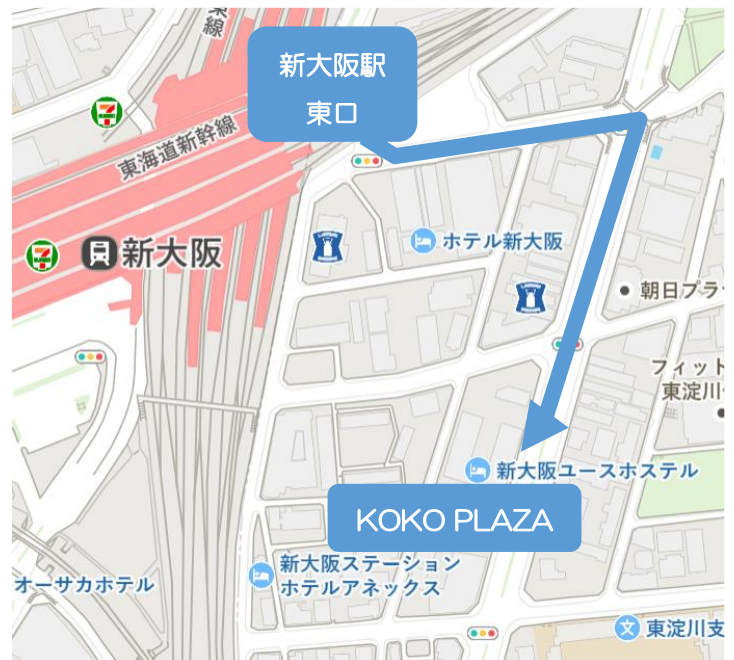 線
新大阪駅
東口
東海道新幹線
新大阪
ホテル新大阪
朝日プラ
フィット
東淀川
新大阪ユースホステル
KOKO PLAZA
新大阪ステーション
ホテルアネックス
オーサカホテル
文
東淀川支